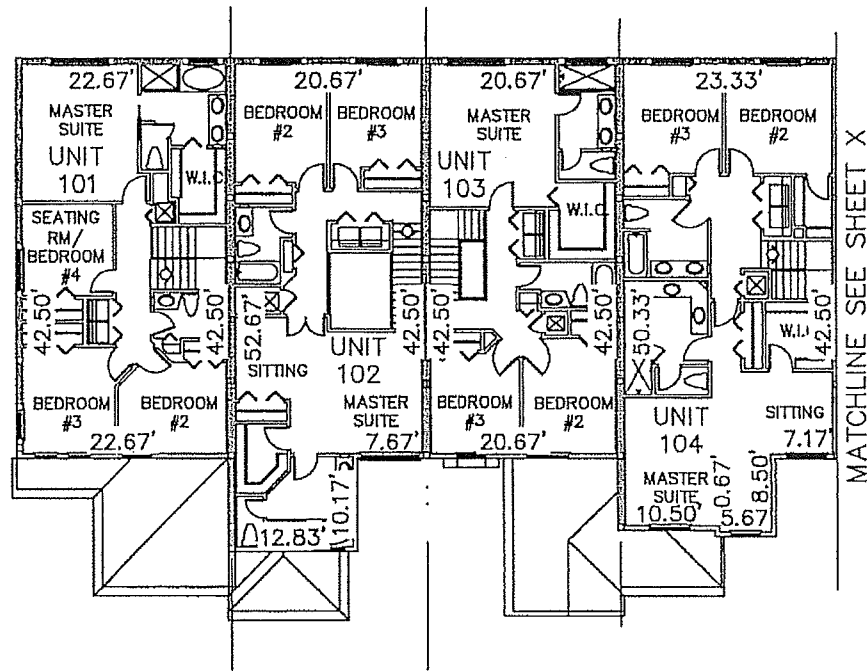 22.67'
20.67'
20.67'
23.33'
MASTER
SUITE
UNIT
101
W.I.C.
SEATING
RM/
BEDROOM
#4
42.50'
42.50'
BEDROOM
#3
BEDROOM
#2
22.67'
BEDROOM
#2
BEDROOM
#3
52.67'
42.50'
UNIT
102
SITTING
MASTER
SUITE
7.67'
10.17'
12.83'
MASTER
SUITE
UNIT
103
W.I.C.
42.50'
42.50'
BEDROOM
#3
BEDROOM
#2
20.67'
BEDROOM
#3
BEDROOM
#2
50.33'
42.50'
W.I.C
UNIT
104
SITTING
7.17'
MASTER
SUITE
0.67'
8.50'
10.50'
5.67
MATCHLINE SEE SHEET X